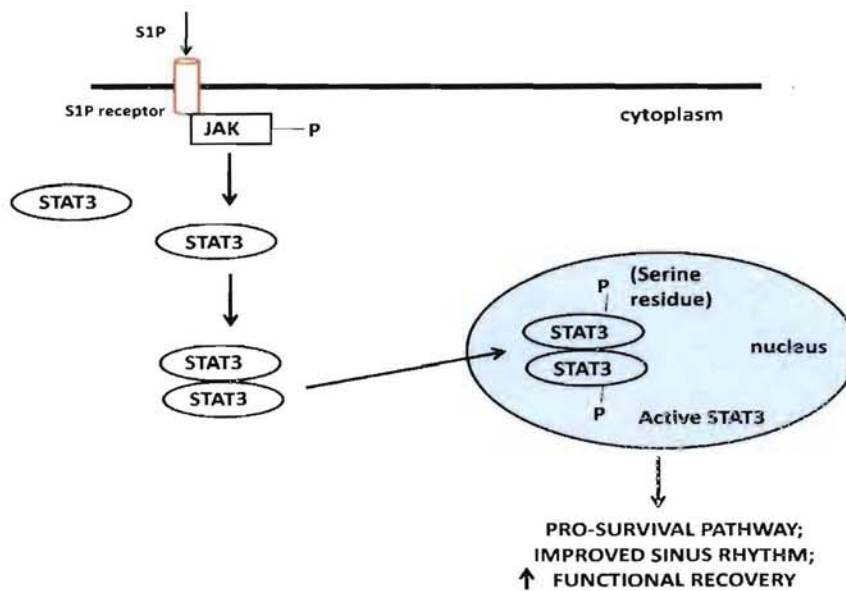 S1P
S1P receptor
JAK
P
cytoplasm
STAT3
STAT3
STAT3
STAT3
P
(Serine
residue)
STAT3
STAT3
nucleus
P
Active STAT3
PRO-SURVIVAL PATHWAY;
IMPROVED SINUS RHYTHM;
↑ FUNCTIONAL RECOVERY